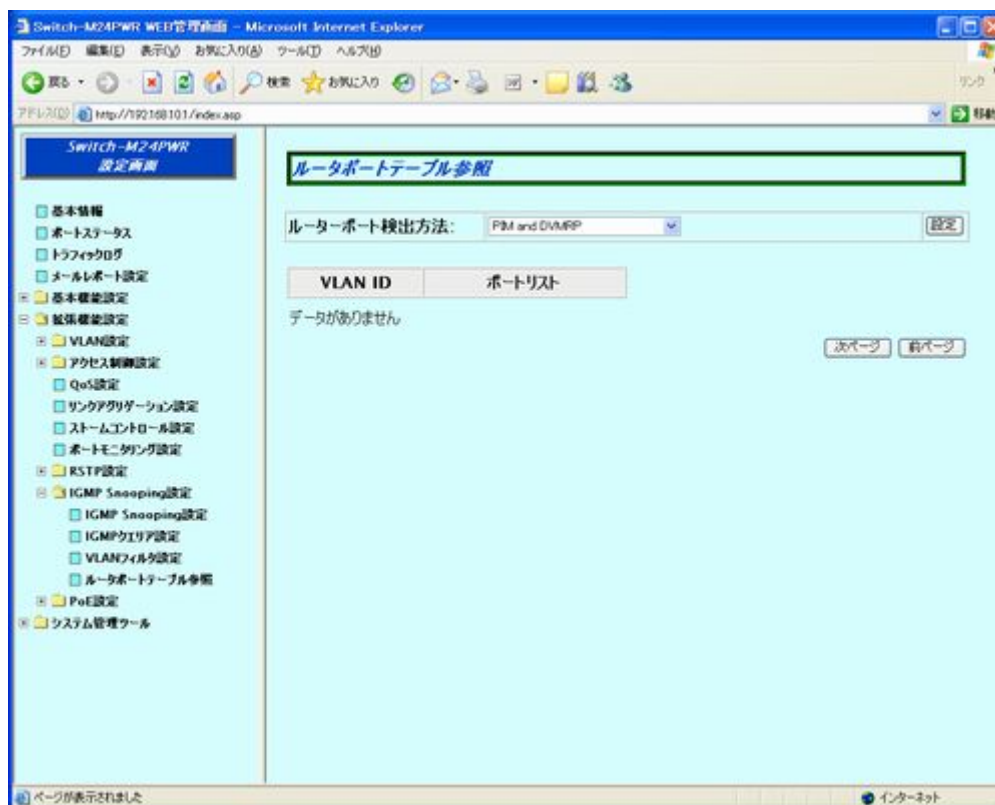 Switch-M24PWR WEB管理画面 - Microsoft Internet Explorer
ファイル(F) 編集(E) 表示(V) お気に入り(A) ツール(T) ヘルプ(H)
戻る 検索 お気に入り リンク
アドレス(D) http://192.168.1.01/index.asp 移動
Switch-M24PWR
設定画面
基本情報
ポートステータス
トラフィックログ
メールレポート設定
基本機能設定
拡張機能設定
VLAN設定
アクセス制御設定
QoS設定
リンクアグリゲーション設定
ストームコントロール設定
ポートモニタリング設定
RSTP設定
IGMP Snooping設定
IGMP Snooping設定
IGMPクエリア設定
VLANフィルタ設定
ルータポートテーブル参照
PoE設定
システム管理ツール
ルータポートテーブル参照
ルーターポート検出方法: PIM and DVMRP 設定
VLAN ID ポートリスト
データがありません
次ページ 前ページ
ページが表示されました インターネット